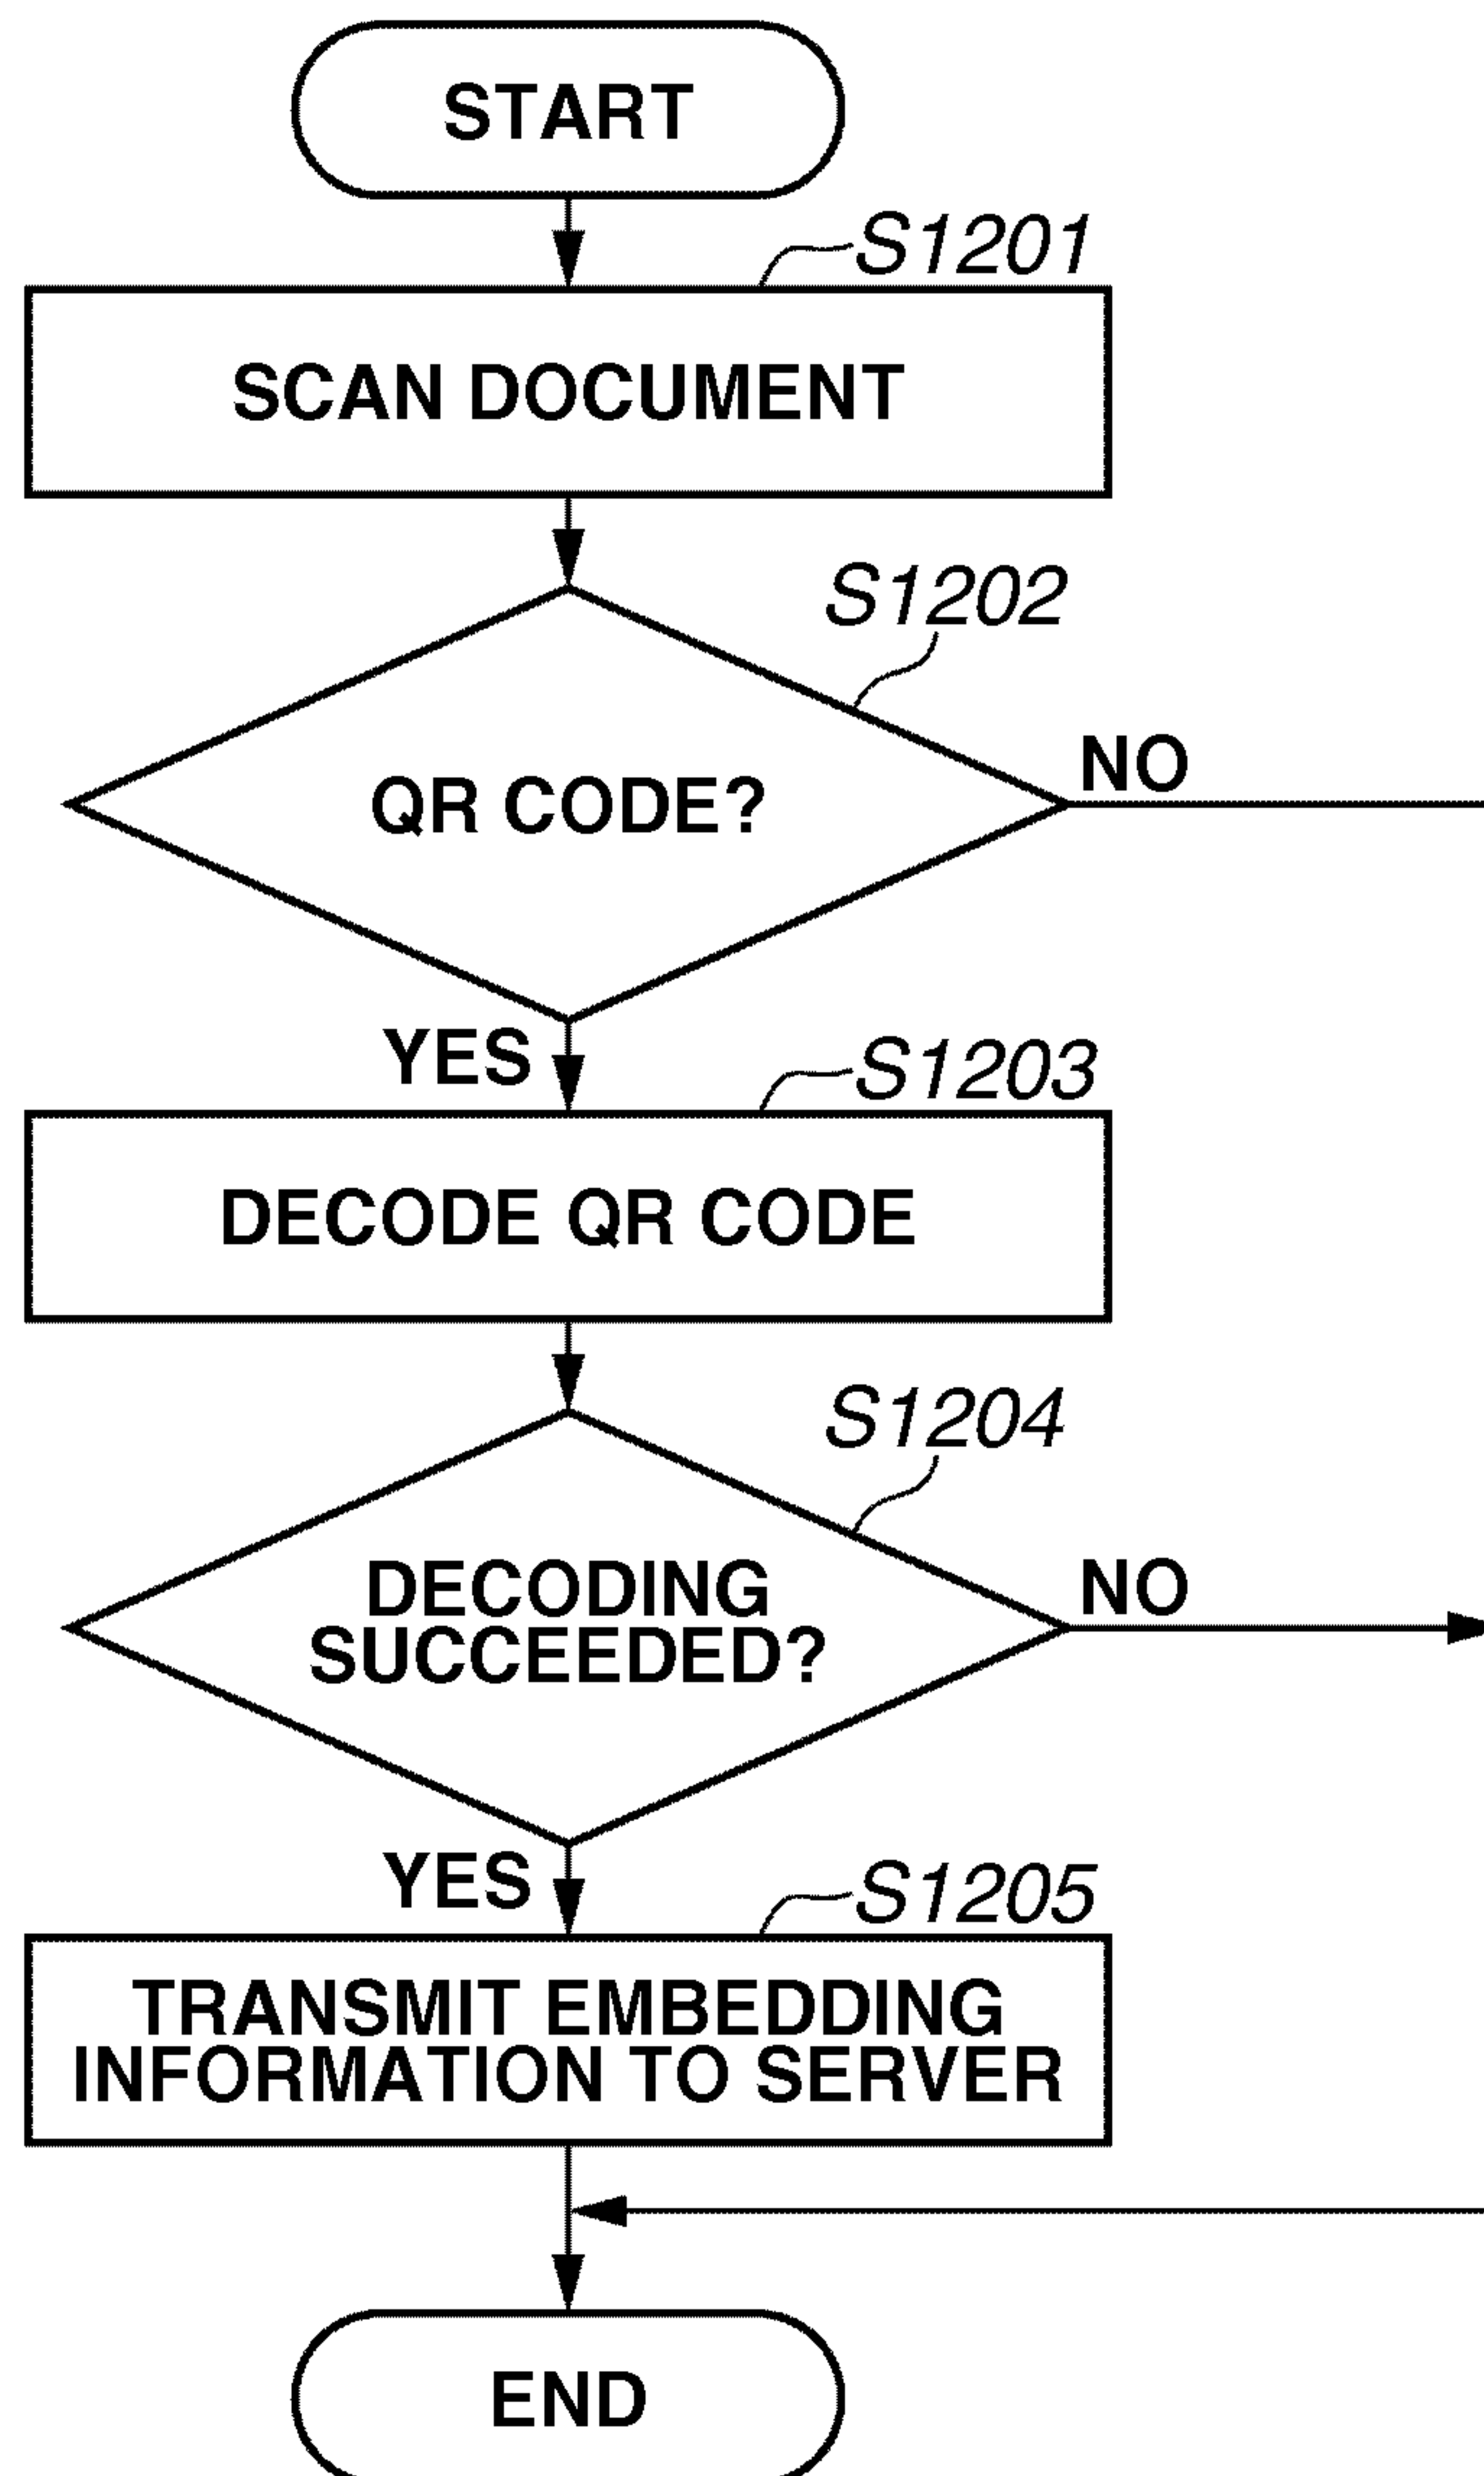 START
S1201
SCAN DOCUMENT
S1202
QR CODE?
NO
YES
S1203
DECODE QR CODE
S1204
DECODING
SUCCEEDED?
NO
YES
S1205
TRANSMIT EMBEDDING
INFORMATION TO SERVER
END